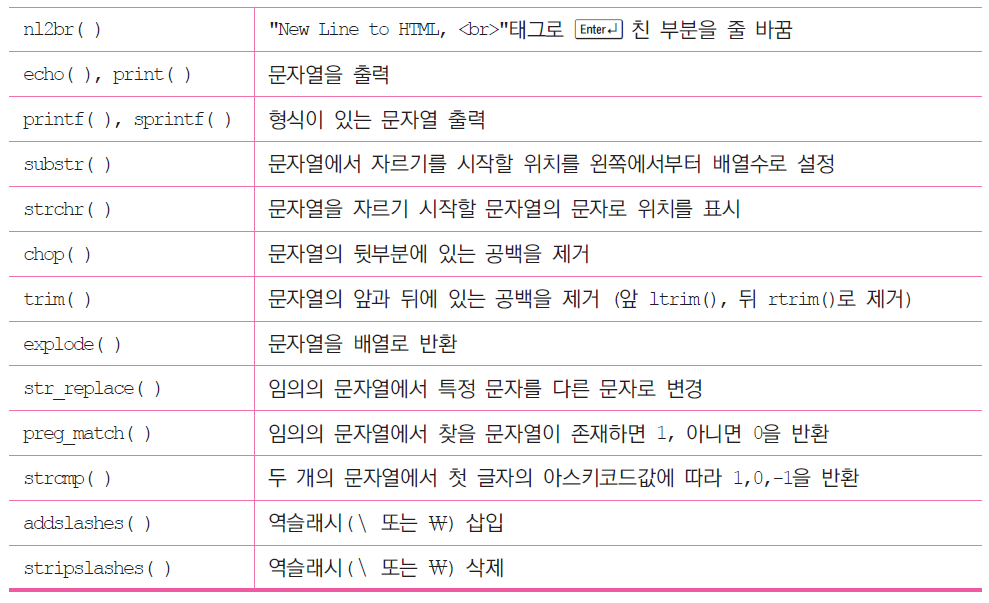 nl2br( ) "New Line to HTML, <br>"태그로 Enter↵ 친 부분을 줄 바꿈
echo( ), print( ) 문자열을 출력
printf( ), sprintf( ) 형식이 있는 문자열 출력
substr( ) 문자열에서 자르기를 시작할 위치를 왼쪽에서부터 배열수로 설정
strchr( ) 문자열을 자르기 시작할 문자열의 문자로 위치를 표시
chop( ) 문자열의 뒷부분에 있는 공백을 제거
trim( ) 문자열의 앞과 뒤에 있는 공백을 제거 (앞 ltrim(), 뒤 rtrim()로 제거)
explode( ) 문자열을 배열로 반환
str_replace( ) 임의의 문자열에서 특정 문자를 다른 문자로 변경
preg_match( ) 임의의 문자열에서 찾을 문자열이 존재하면 1, 아니면 0을 반환
strcmp( ) 두 개의 문자열에서 첫 글자의 아스키코드값에 따라 1,0,-1을 반환
addslashes( ) 역슬래시(\ 또는 ₩) 삽입
stripslashes( ) 역슬래시(\ 또는 ₩) 삭제